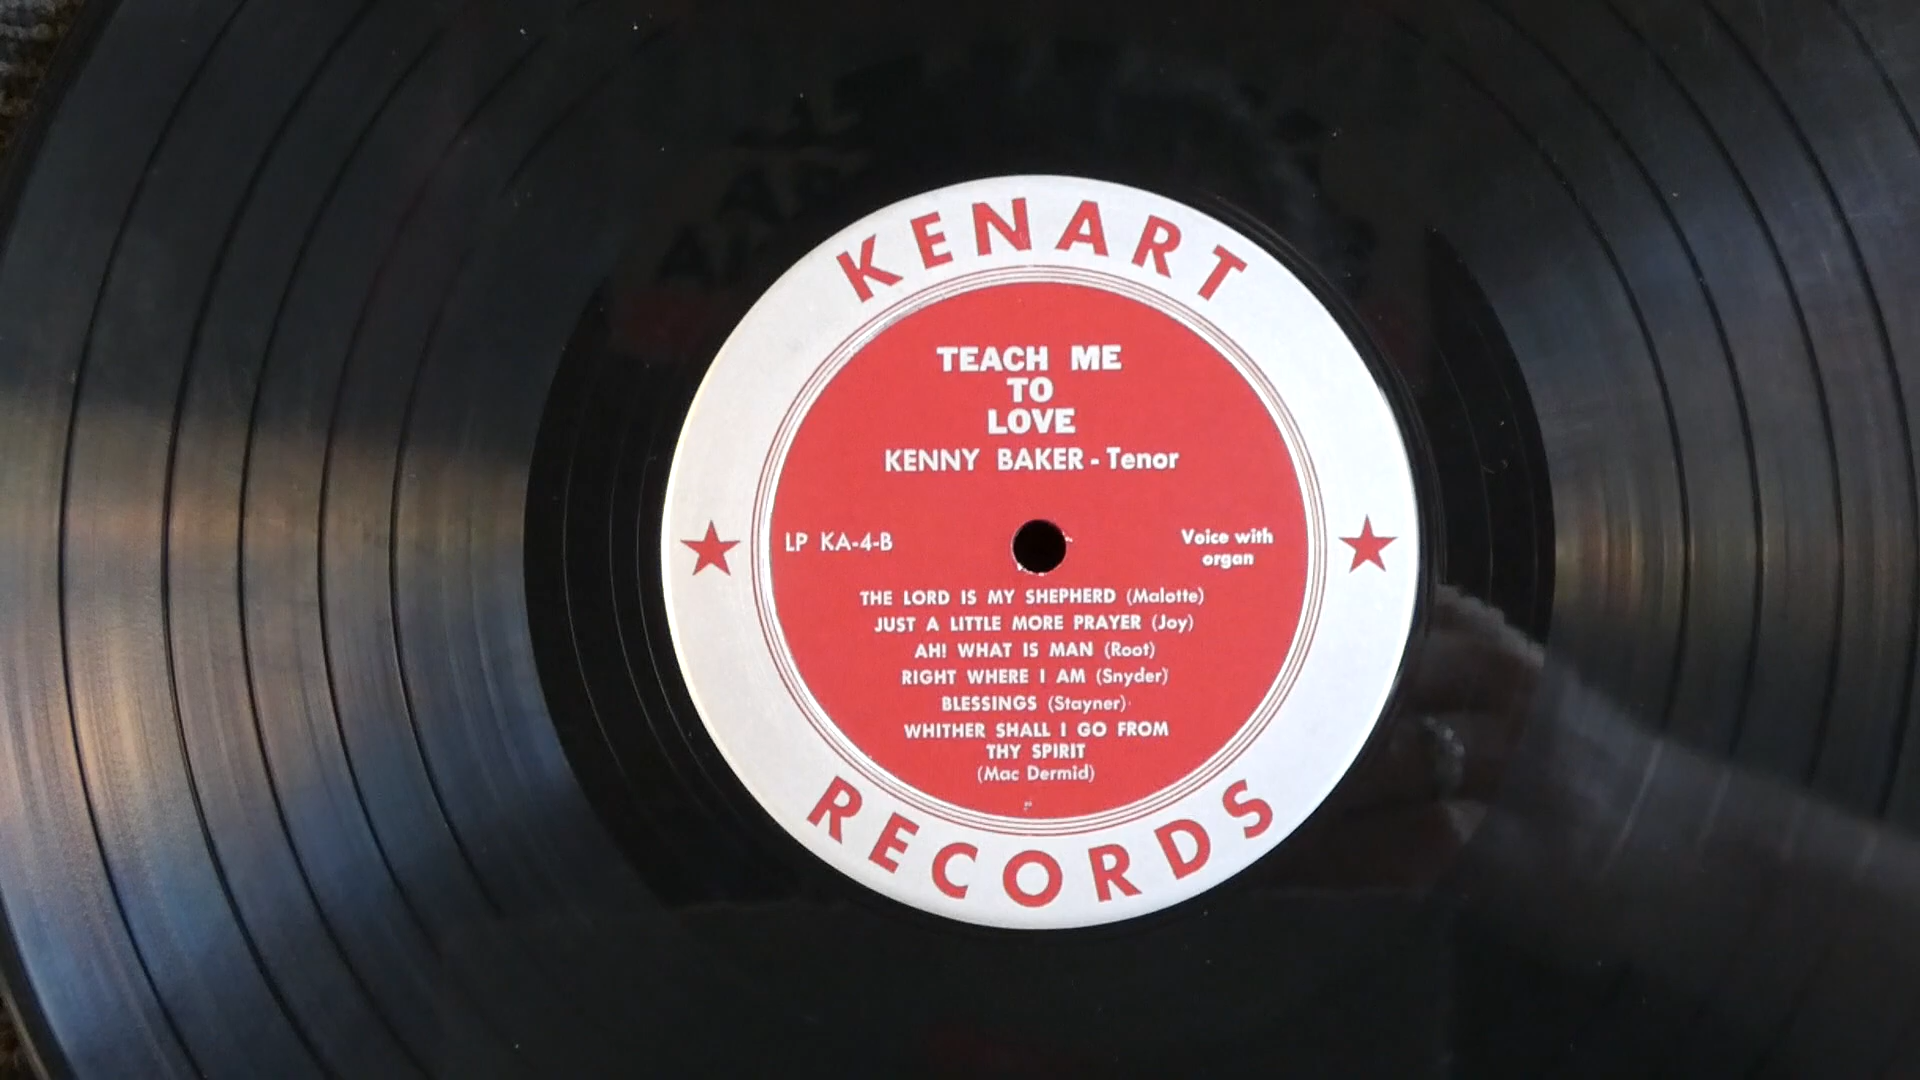 KENART
TEACH ME
TO
LOVE
KENNY BAKER - Tenor
LP KA-4-B
Voice with
organ
THE LORD IS MY SHEPHERD (Malotte)
JUST A LITTLE MORE PRAYER (Joy)
AH! WHAT IS MAN (Root)
RIGHT WHERE I AM (Snyder)
BLESSINGS (Stayner)
WHITHER SHALL I GO FROM
THY SPIRIT
(Mac Dermid)
RECORDS